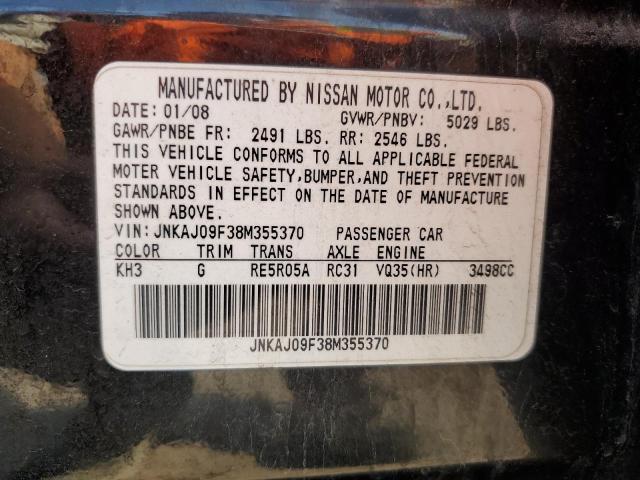 MANUFACTURED BY NISSAN MOTOR CO.,LTD.
DATE: 01/08 GVWR/PNBV: 5029 LBS.
GAWR/PNBE FR: 2491 LBS. RR: 2546 LBS.
THIS VEHICLE CONFORMS TO ALL APPLICABLE FEDERAL
MOTOR VEHICLE SAFETY,BUMPER,AND THEFT PREVENTION
STANDARDS IN EFFECT ON THE DATE OF MANUFACTURE
SHOWN ABOVE.
VIN: JNKAJ09F38M355370 PASSENGER CAR
COLOR TRIM TRANS AXLE ENGINE
KH3 G RE5R05A RC31 VQ35(HR) 3498CC
JNKAJ09F38M355370